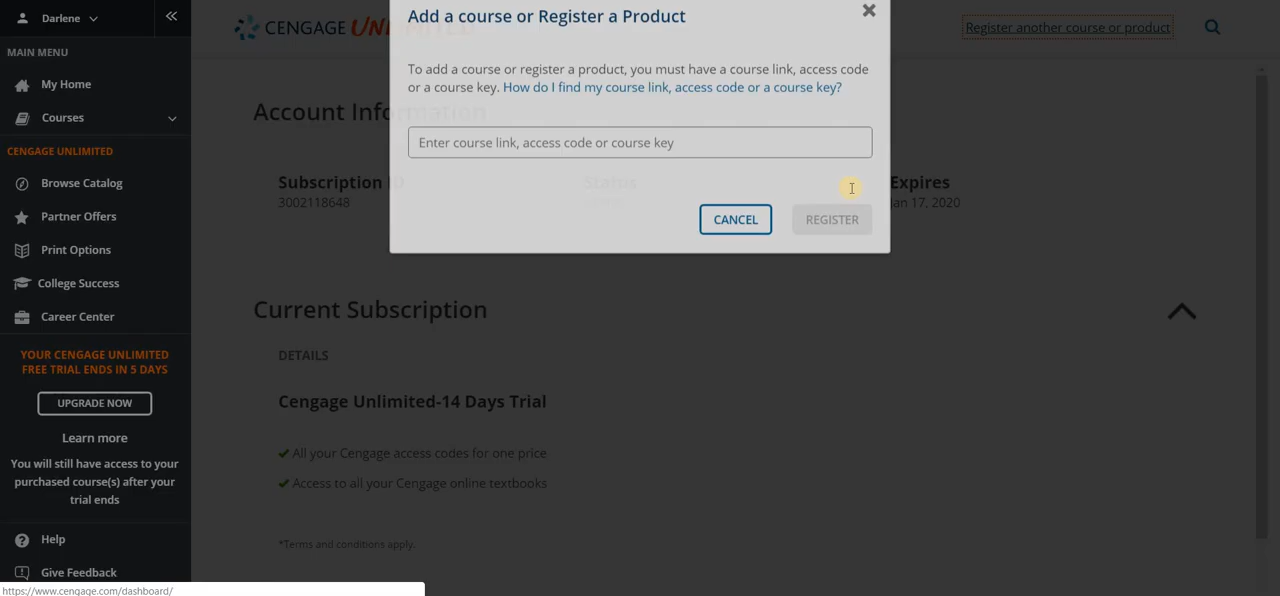 Darlene
MAIN MENU
My Home
Courses
CENGAGE UNLIMITED
Browse Catalog
Partner Offers
Print Options
College Success
Career Center
YOUR CENGAGE UNLIMITED
FREE TRIAL ENDS IN 5 DAYS
UPGRADE NOW
Learn more
You will still have access to your
purchased course(s) after your
trial ends
Help
Give Feedback
https://www.cengage.com/dashboard/
CENGAGE UNLIMITED
Register another course or product
Add a course or Register a Product
To add a course or register a product, you must have a course link, access code
or a course key. How do I find my course link, access code or a course key?
Enter course link, access code or course key
CANCEL
REGISTER
Account Information
Subscription ID
3002118648
Status
Expires
Jan 17, 2020
Current Subscription
DETAILS
Cengage Unlimited-14 Days Trial
All your Cengage access codes for one price
Access to all your Cengage online textbooks
*Terms and conditions apply.